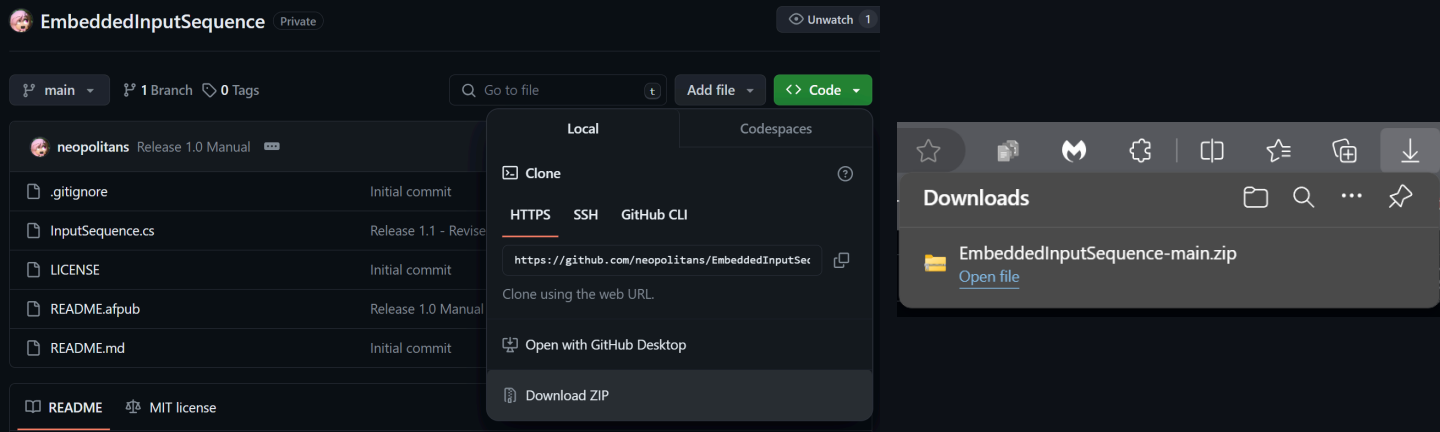 EmbeddedInputSequence Private
Unwatch 1
main 1 Branch 0 Tags
Go to file t
Add file
Code
neopolitans Release 1.0 Manual
.gitignore Initial commit
InputSequence.cs Release 1.1 - Revise
LICENSE Initial commit
README.afpub Release 1.0 Manual
README.md Initial commit
README MIT license
Local Codespaces
Clone
HTTPS SSH GitHub CLI
https://github.com/neopolitans/EmbeddedInputSec
Clone using the web URL.
Open with GitHub Desktop
Download ZIP
Downloads
EmbeddedInputSequence-main.zip
Open file